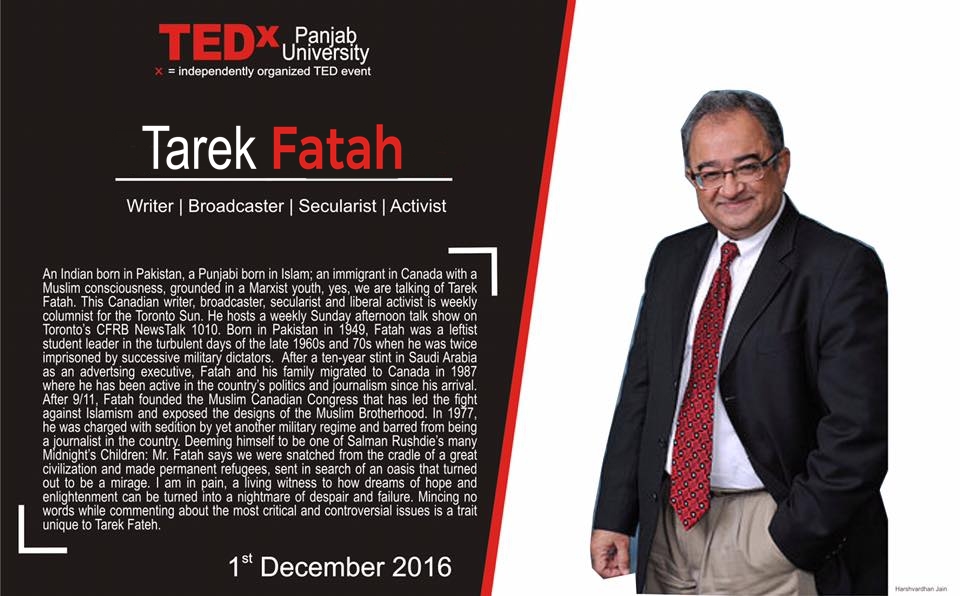 TEDx Panjab
University
x = independently organized TED event
Tarek Fatah
Writer | Broadcaster | Secularist | Activist
An Indian born in Pakistan, a Punjabi born in Islam; an immigrant in Canada with a
Muslim consciousness, grounded in a Marxist youth, yes, we are talking of Tarek
Fatah. This Canadian writer, broadcaster, secularist and liberal activist is weekly
columnist for the Toronto Sun. He hosts a weekly Sunday afternoon talk show on
Toronto's CFRB NewsTalk 1010. Born in Pakistan in 1949, Fatah was a leftist
student leader in the turbulent days of the late 1960s and 70s when he was twice
imprisoned by successive military dictators. After a ten-year stint in Saudi Arabia
as an advertsing executive, Fatah and his family migrated to Canada in 1987
where he has been active in the country's politics and journalism since his arrival.
After 9/11, Fatah founded the Muslim Canadian Congress that has led the fight
against Islamism and exposed the designs of the Muslim Brotherhood. In 1977,
he was charged with sedition by yet another military regime and barred from being
a journalist in the country. Deeming himself to be one of Salman Rushdie's many
Midnight's Children: Mr. Fatah says we were snatched from the cradle of a great
civilization and made permanent refugees, sent in search of an oasis that turned
out to be a mirage. I am in pain, a living witness to how dreams of hope and
enlightenment can be turned into a nightmare of despair and failure. Mincing no
words while commenting about the most critical and controversial issues is a trait
unique to Tarek Fateh.
1st December 2016
Harshvardhan Jain